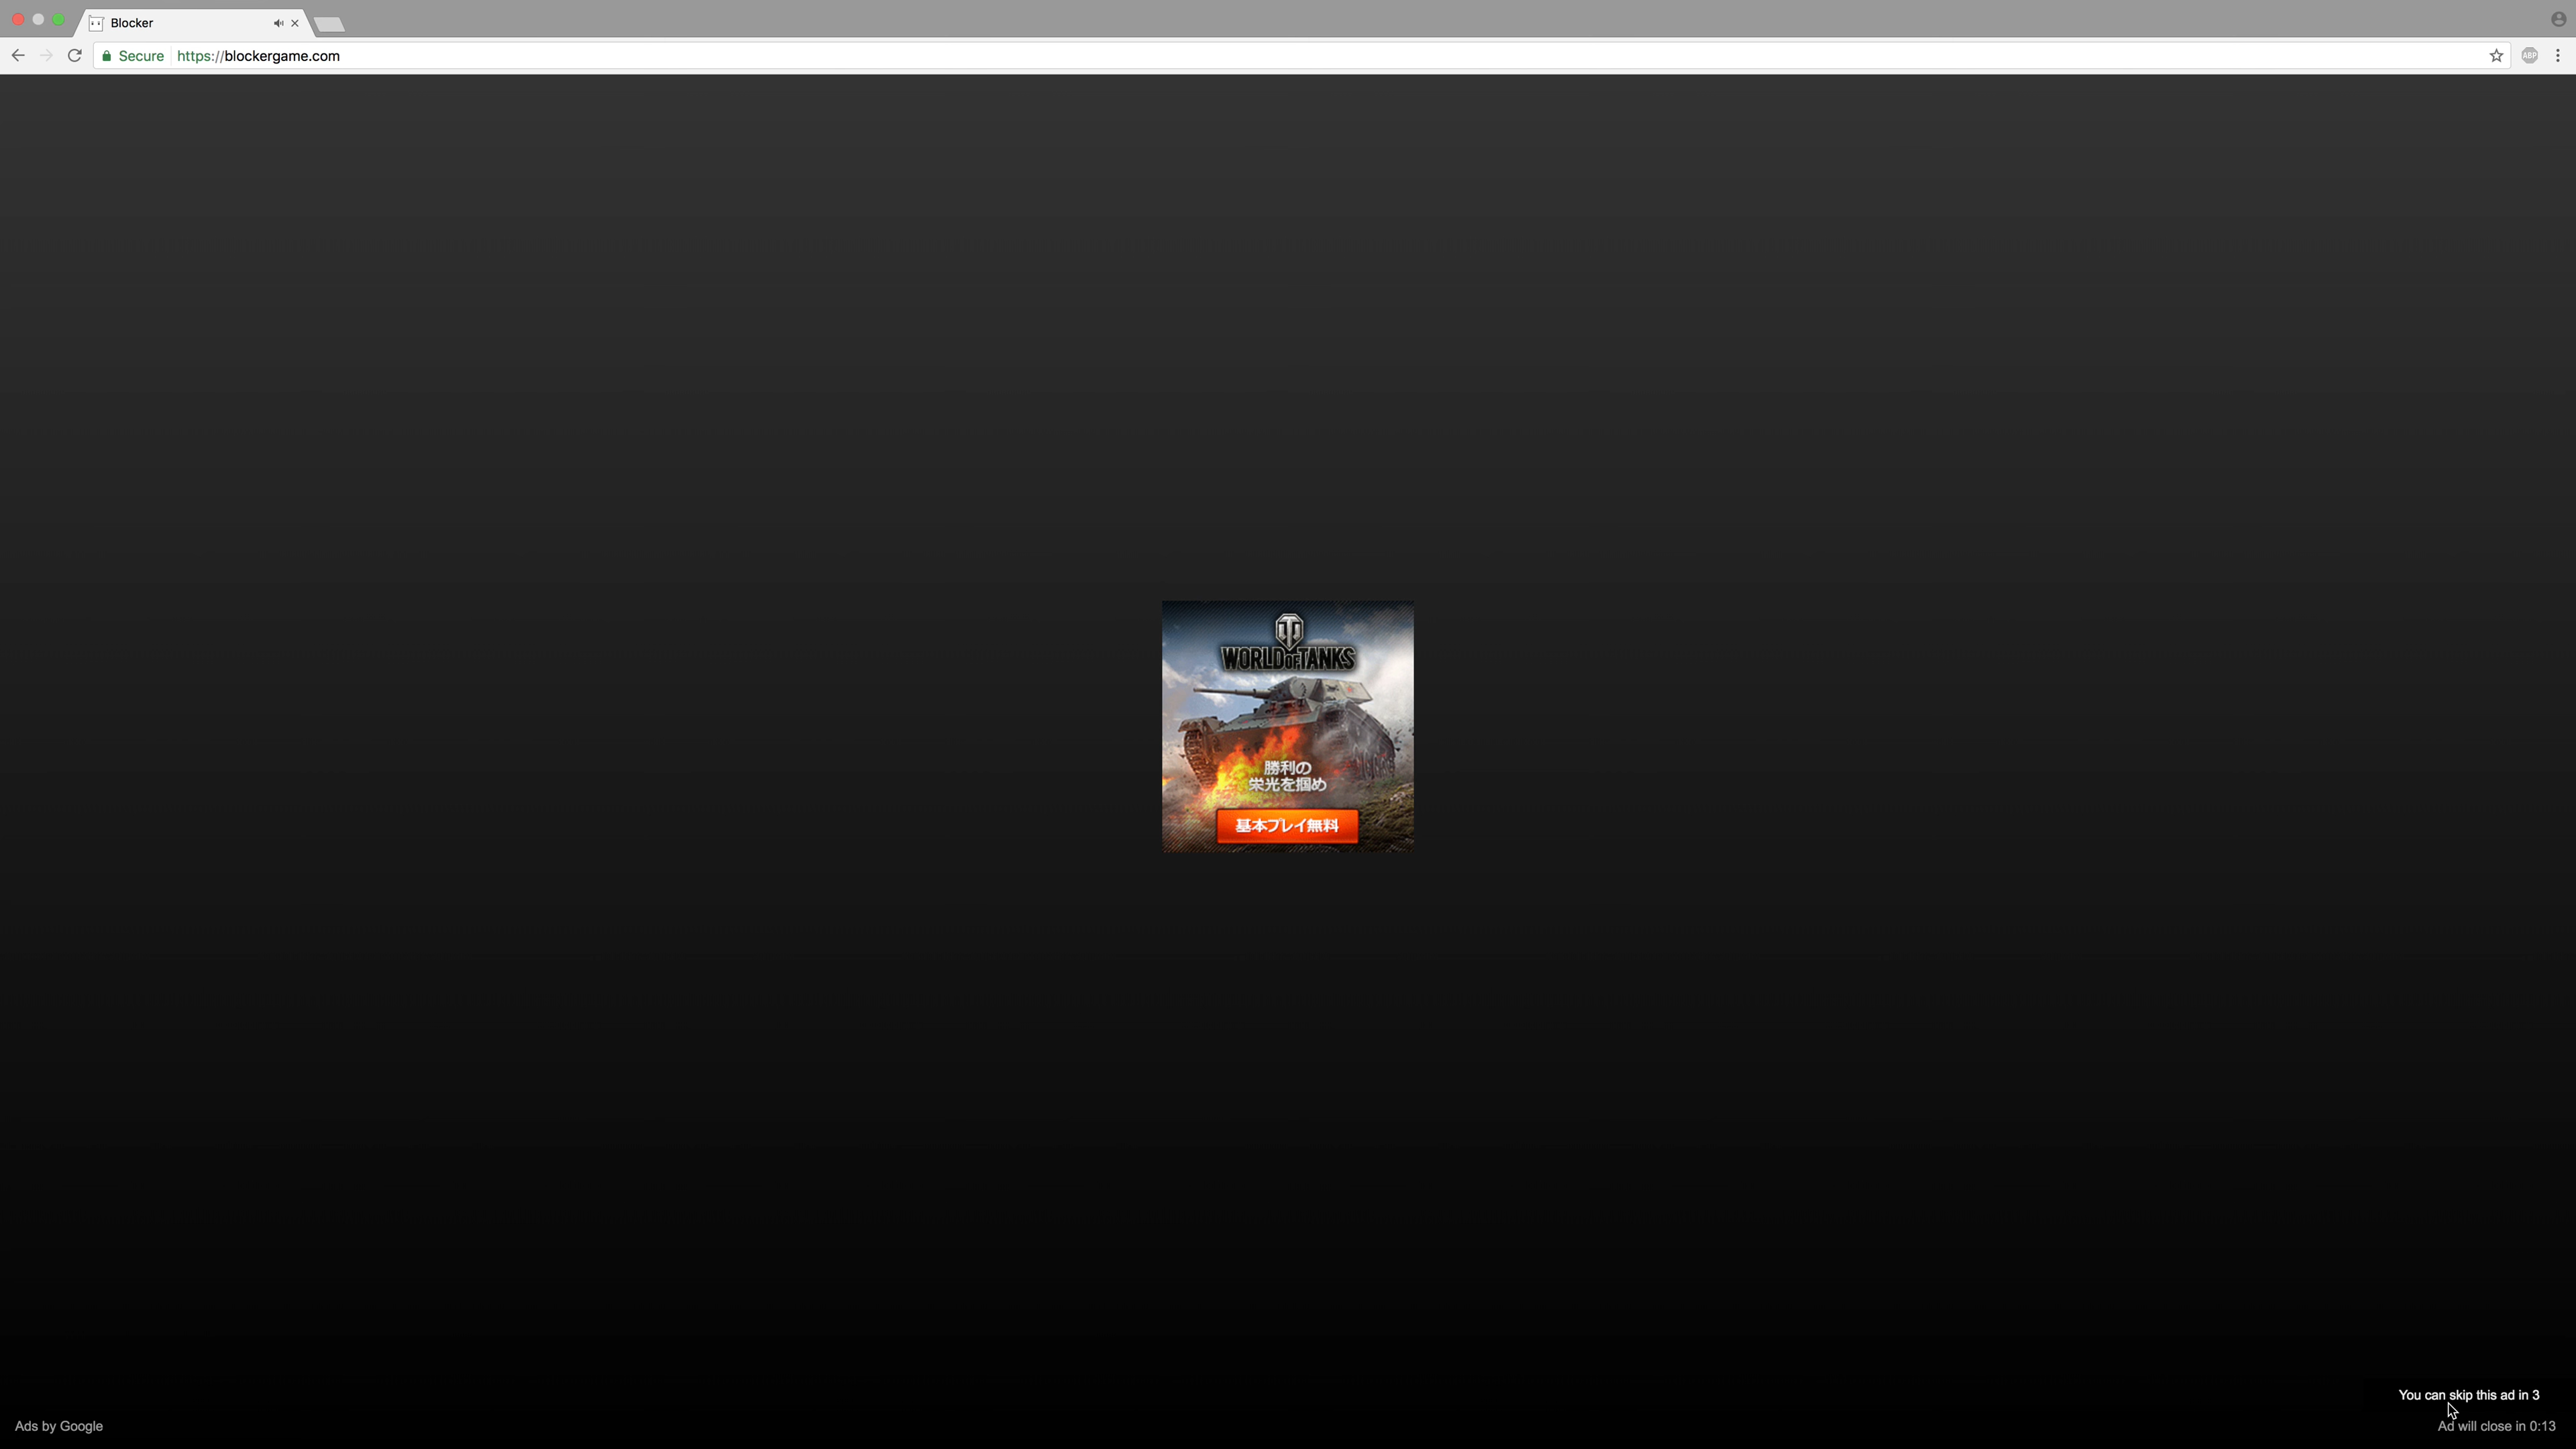 Blocker
Secure
https://blockergame.com
ABP
WORLD OF TANKS
勝利の
栄光を掴め
基本プレイ無料
You can skip this ad in 3
Ads by Google
Ad will close in 0:13